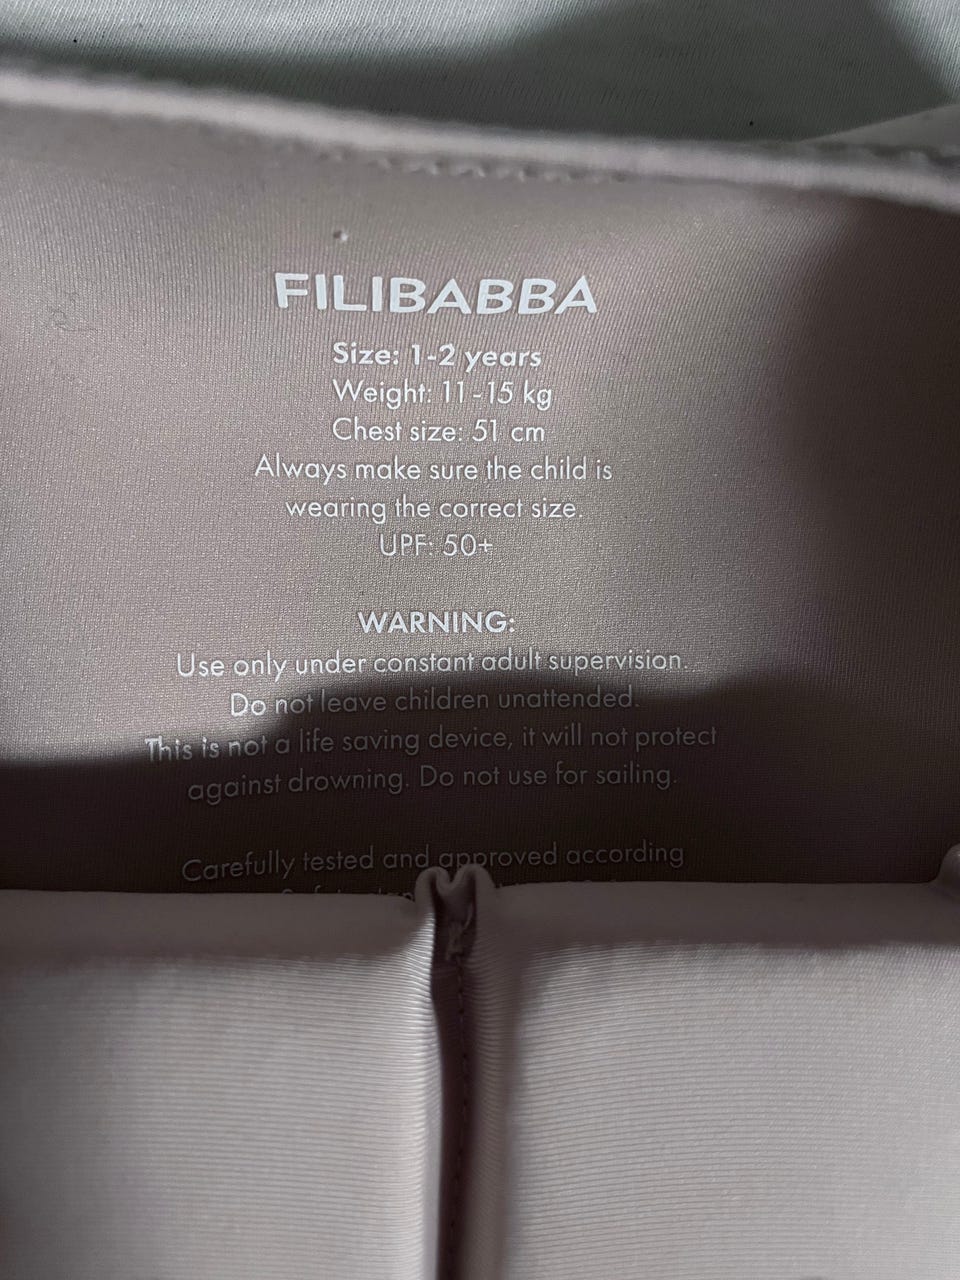 FILIBABBA
Size: 1-2 years
Weight: 11-15 kg
Chest size: 51 cm
Always make sure the child is
wearing the correct size.
UPF: 50+
WARNING:
Use only under constant adult supervision.
Do not leave children unattended.
This is not a life saving device, it will not protect
against drowning. Do not use for sailing.
Carefully tested and approved according